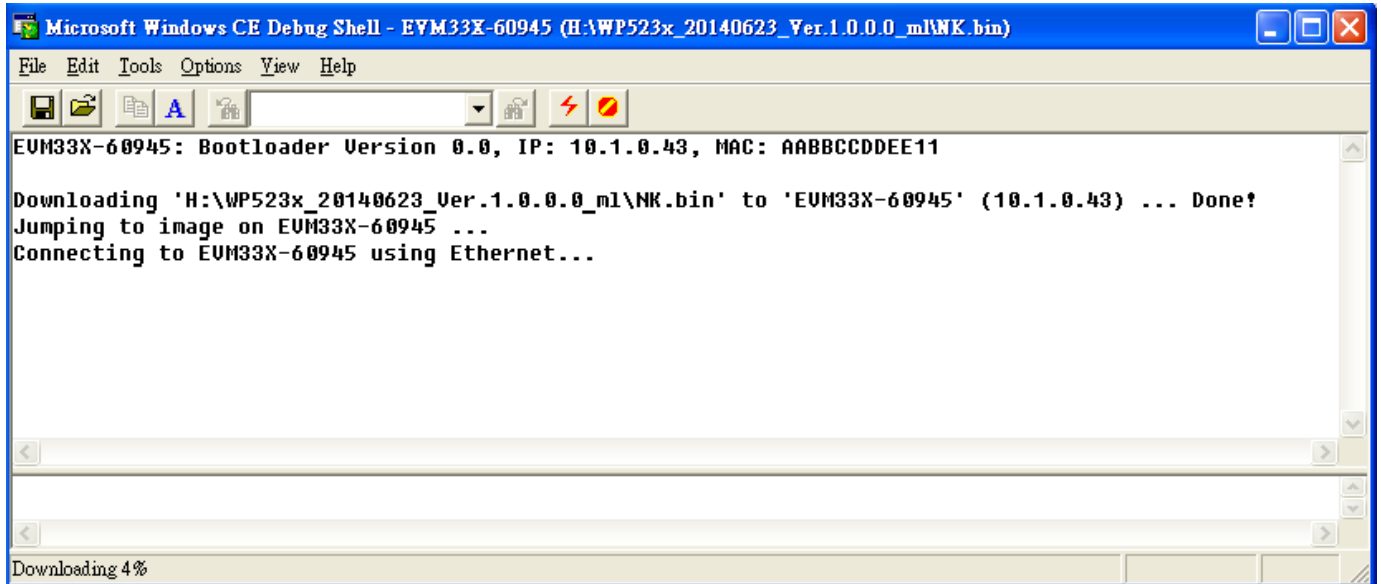 Microsoft Windows CE Debug Shell - EVM33X-60945 (H:\WP523x_20140623_Ver.1.0.0.0_ml\NK.bin)
File Edit Tools Options View Help
A
EVM33X-60945: Bootloader Version 0.0, IP: 10.1.0.43, MAC: AABBCCDDEE11
Downloading 'H:\WP523x_20140623_Ver.1.0.0.0_ml\NK.bin' to 'EVM33X-60945' (10.1.0.43) ... Done!
Jumping to image on EVM33X-60945 ...
Connecting to EVM33X-60945 using Ethernet...
Downloading 4%